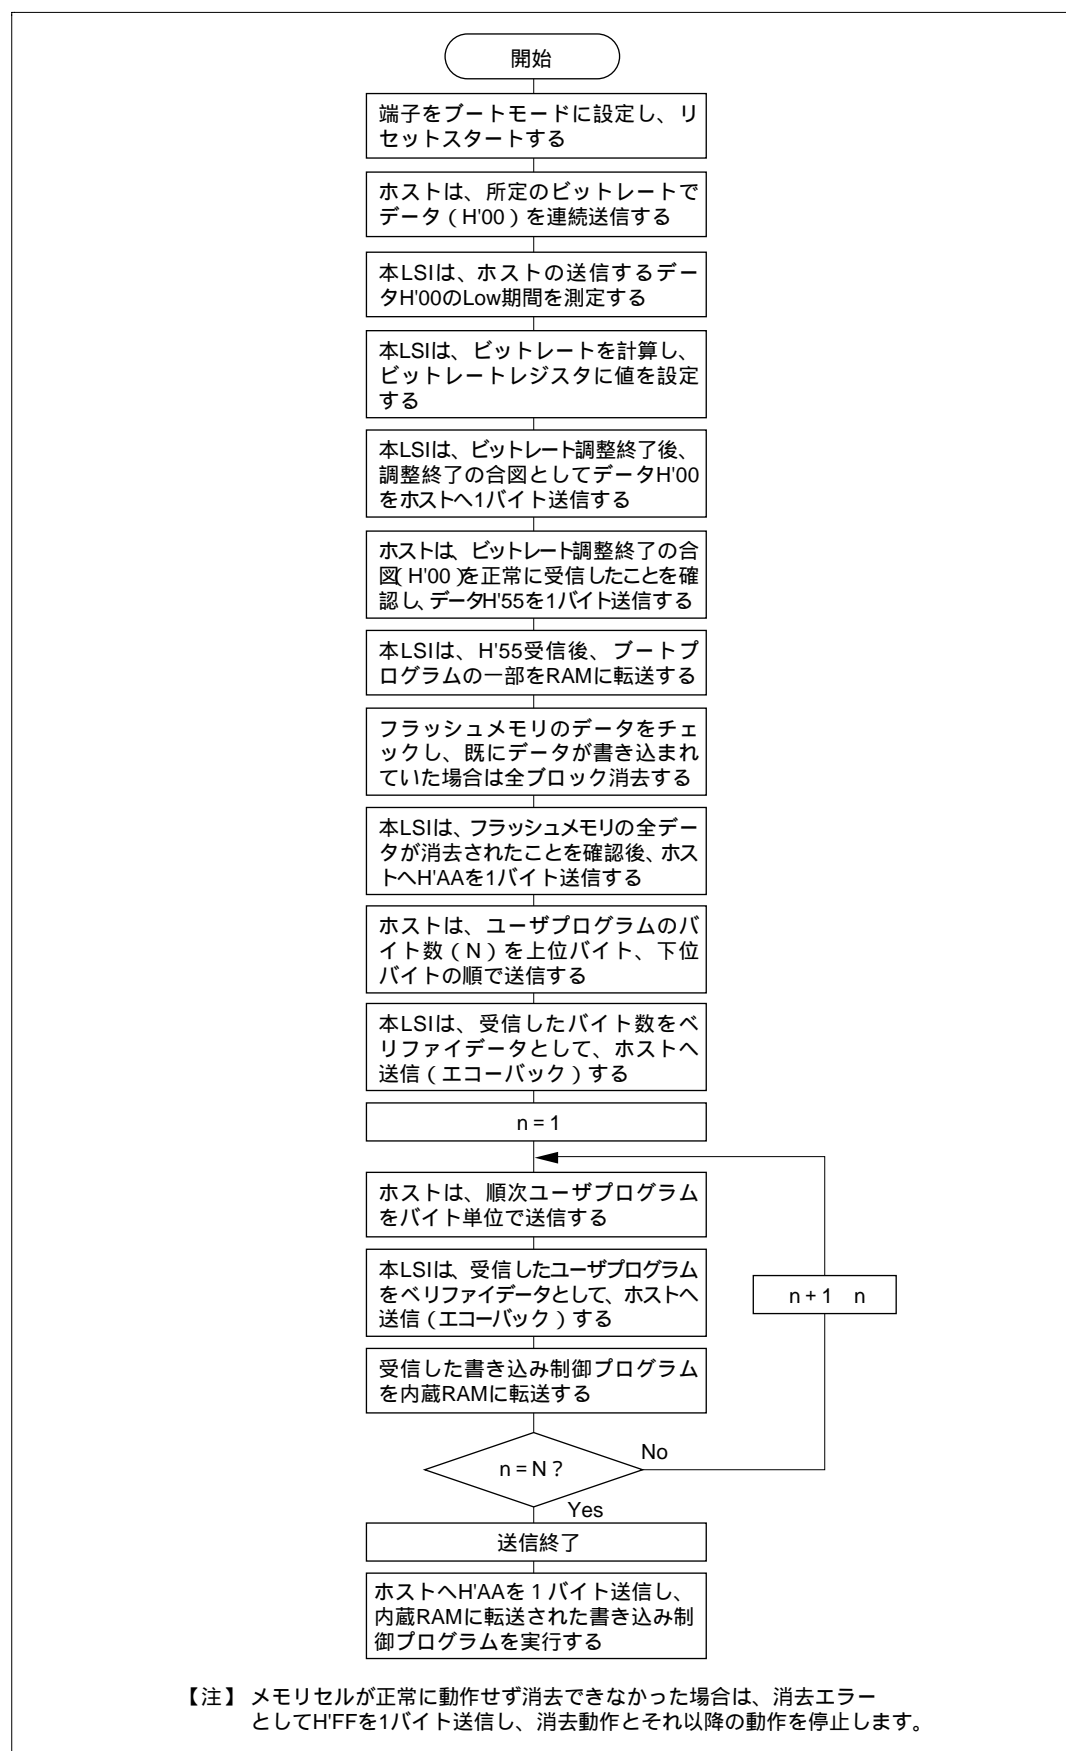 開始
端子をブートモードに設定し、リ
セットスタートする
ホストは、所定のビットレートで
データ(H'00)を連続送信する
本LSIは、ホストの送信するデー
タH'00のLow期間を測定する
本LSIは、ビットレートを計算し、
ビットレートレジスタに値を設定
する
本LSIは、ビットレート調整終了後、
調整終了の合図としてデータH'00
をホストへ1バイト送信する
ホストは、ビットレート調整終了の合
図(H'00)を正常に受信したことを確
認し、データH'55を1バイト送信する
本LSIは、H'55受信後、ブートプ
ログラムの一部をRAMに転送する
フラッシュメモリのデータをチェ
ックし、既にデータが書き込まれ
ていた場合は全ブロック消去する
本LSIは、フラッシュメモリの全デー
タが消去されたことを確認後、ホス
トへH'AAを1バイト送信する
ホストは、ユーザプログラムのバ
イト数(N)を上位バイト、下位
バイトの順で送信する
本LSIは、受信したバイト数をベ
リファイデータとして、ホストへ
送信(エコーバック)する
n = 1
ホストは、順次ユーザプログラム
をバイト単位で送信する
本LSIは、受信したユーザプログラム
をベリファイデータとして、ホストへ
送信(エコーバック)する
n + 1 n
受信した書き込み制御プログラム
を内蔵RAMに転送する
n = N ?
No
Yes
送信終了
ホストへH'AAを1バイト送信し、
内蔵RAMに転送された書き込み制
御プログラムを実行する
【注】 メモリセルが正常に動作せず消去できなかった場合は、消去エラー
としてH'FFを1バイト送信し、消去動作とそれ以降の動作を停止します。